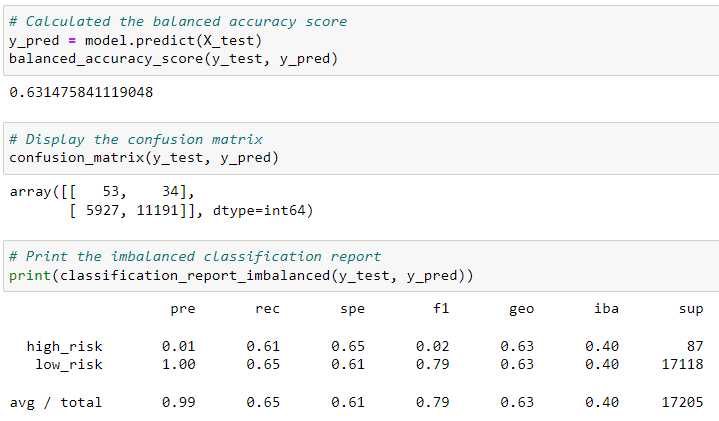 # Calculated the balanced accuracy score
y_pred = model.predict(X_test)
balanced_accuracy_score(y_test, y_pred)
0.631475841119048
# Display the confusion matrix
confusion_matrix(y_test, y_pred)
array([[   53,    34],
       [ 5927, 11191]], dtype=int64)
# Print the imbalanced classification report
print(classification_report_imbalanced(y_test, y_pred))
pre rec spe f1 geo iba sup
high_risk 0.01 0.61 0.65 0.02 0.63 0.40 87
low_risk 1.00 0.65 0.61 0.79 0.63 0.40 17118
avg / total 0.99 0.65 0.61 0.79 0.63 0.40 17205